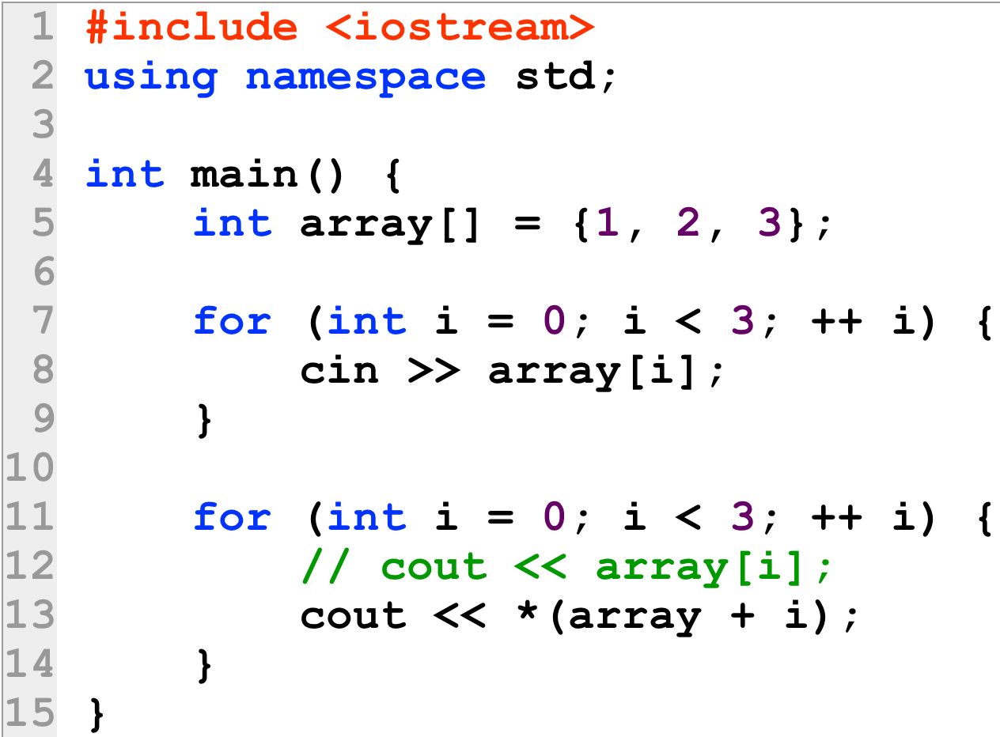 1 #include <iostream>
2 using namespace std;
3
4 int main() {
5     int array[] = {1, 2, 3};
6
7     for (int i = 0; i < 3; ++ i) {
8         cin >> array[i];
9     }
10
11     for (int i = 0; i < 3; ++ i) {
12         // cout << array[i];
13         cout << *(array + i);
14     }
15 }